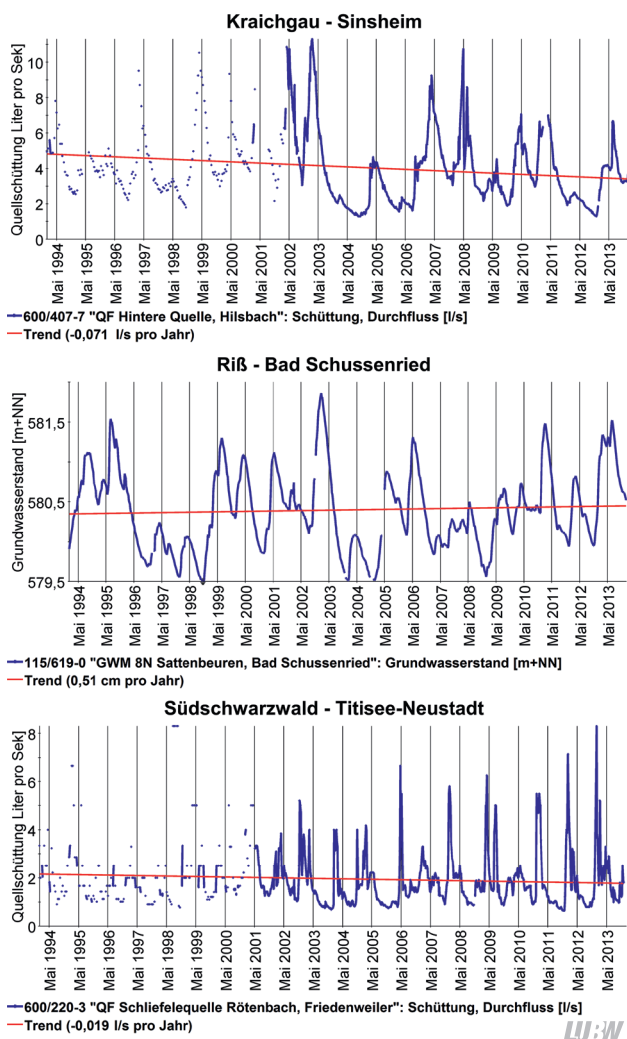 Kraichgau - Sinsheim
Quellschüttung Liter pro Sek
10
8
6
4
2
0
Mai 1994
Mai 1995
Mai 1996
Mai 1997
Mai 1998
Mai 1999
Mai 2000
Mai 2001
Mai 2002
Mai 2003
Mai 2004
Mai 2005
Mai 2006
Mai 2007
Mai 2008
Mai 2009
Mai 2010
Mai 2011
Mai 2012
Mai 2013
600/407-7 "QF Hintere Quelle, Hilsbach": Schüttung, Durchfluss [l/s]
Trend (-0,071 l/s pro Jahr)
Riß - Bad Schussenried
Grundwasserstand [m+NN]
581,5
580,5
579,5
Mai 1994
Mai 1995
Mai 1996
Mai 1997
Mai 1998
Mai 1999
Mai 2000
Mai 2001
Mai 2002
Mai 2003
Mai 2004
Mai 2005
Mai 2006
Mai 2007
Mai 2008
Mai 2009
Mai 2010
Mai 2011
Mai 2012
Mai 2013
115/619-0 "GWM 8N Sattenbeuren, Bad Schussenried": Grundwasserstand [m+NN]
Trend (0,51 cm pro Jahr)
Südschwarzwald - Titisee-Neustadt
Quellschüttung Liter pro Sek]
8
6
4
2
0
Mai 1994
Mai 1995
Mai 1996
Mai 1997
Mai 1998
Mai 1999
Mai 2000
Mai 2001
Mai 2002
Mai 2003
Mai 2004
Mai 2005
Mai 2006
Mai 2007
Mai 2008
Mai 2009
Mai 2010
Mai 2011
Mai 2012
Mai 2013
600/220-3 "QF Schliefelequelle Rötenbach, Friedenweiler": Schüttung, Durchfluss [l/s]
Trend (-0,019 l/s pro Jahr)
LUBW